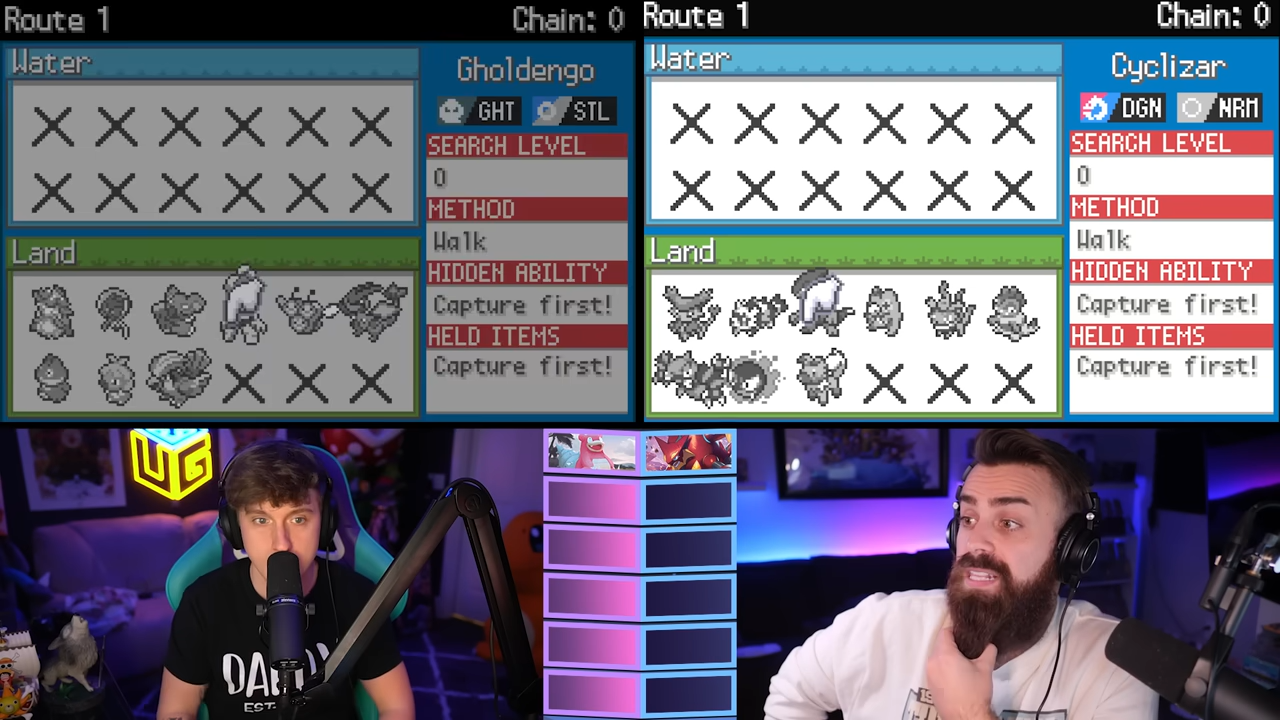 Route 1
Chain: 0
Water
Gholdengo
GHT
STL
SEARCH LEVEL
0
METHOD
Walk
HIDDEN ABILITY
Capture first!
HELD ITEMS
Capture first!
Land
Route 1
Chain: 0
Water
Cyclizar
DGN
NRM
SEARCH LEVEL
0
METHOD
Walk
HIDDEN ABILITY
Capture first!
HELD ITEMS
Capture first!
Land
UG
EST.